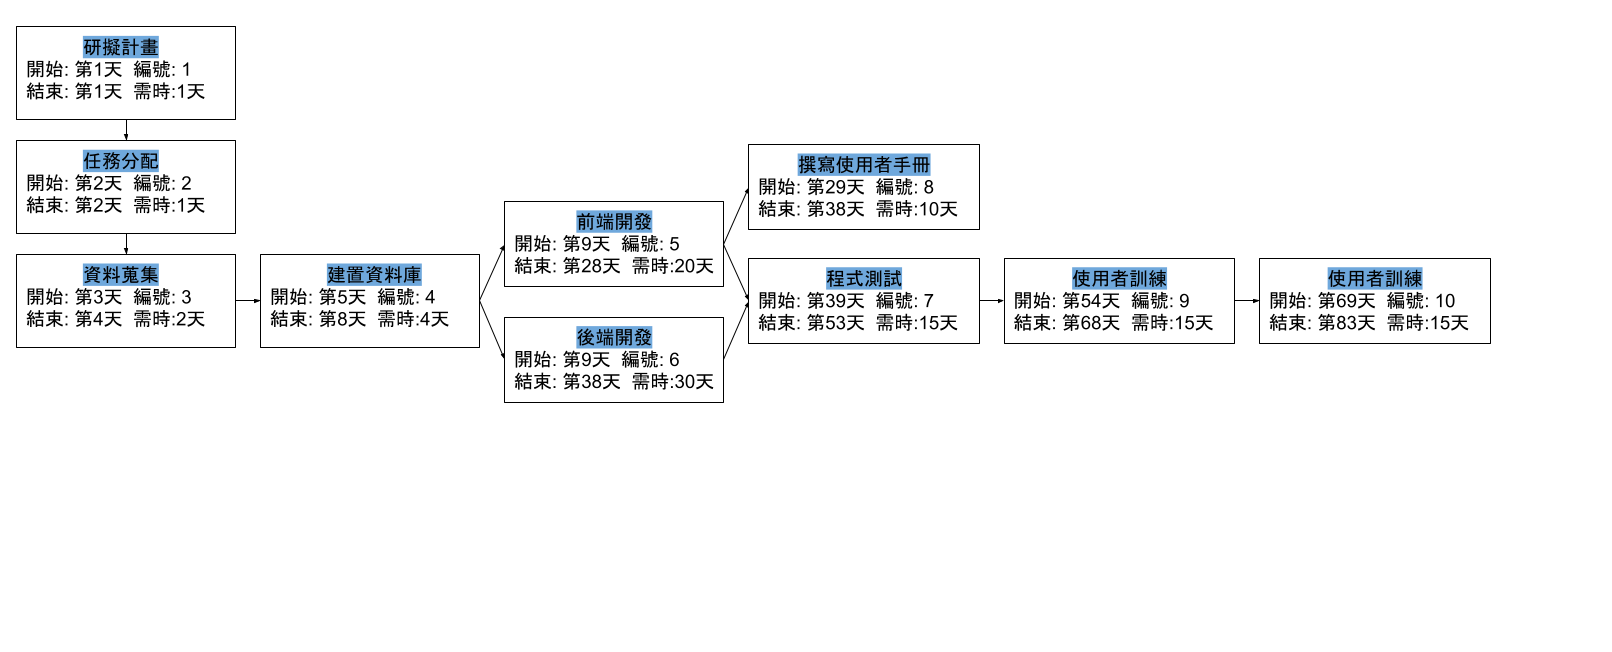 研擬計畫
開始: 第1天 編號: 1
結束: 第1天 需時:1天
任務分配
開始: 第2天 編號: 2
結束: 第2天 需時:1天
資料蒐集
開始: 第3天 編號: 3
結束: 第4天 需時:2天
建置資料庫
開始: 第5天 編號: 4
結束: 第8天 需時:4天
前端開發
開始: 第9天 編號: 5
結束: 第28天 需時:20天
後端開發
開始: 第9天 編號: 6
結束: 第38天 需時:30天
撰寫使用者手冊
開始: 第29天 編號: 8
結束: 第38天 需時:10天
程式測試
開始: 第39天 編號: 7
結束: 第53天 需時:15天
使用者訓練
開始: 第54天 編號: 9
結束: 第68天 需時:15天
使用者訓練
開始: 第69天 編號: 10
結束: 第83天 需時:15天